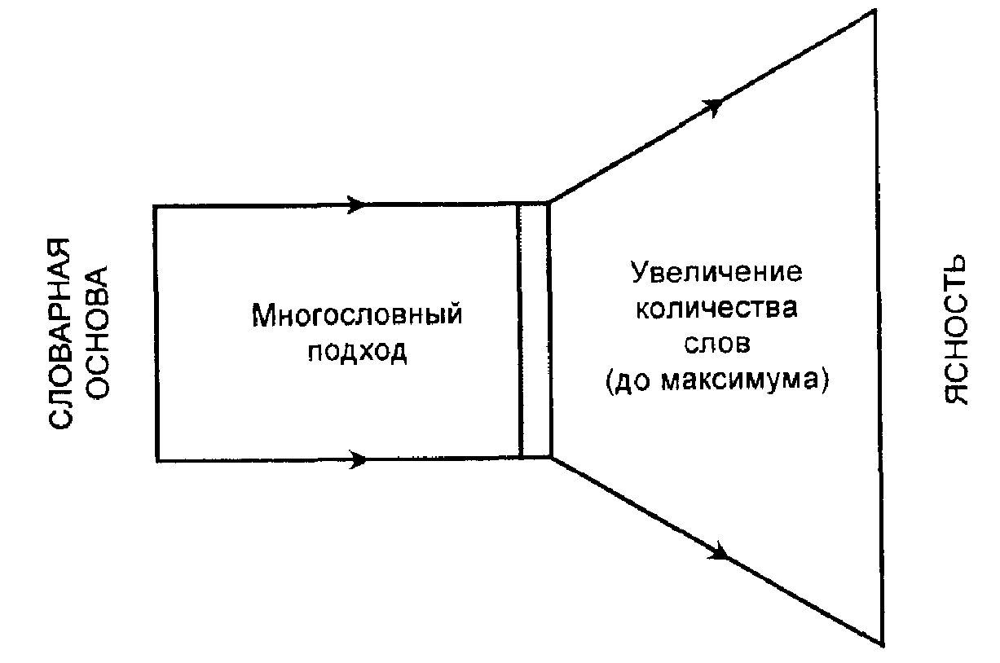 СЛОВАРНАЯ
ОСНОВА
Многословный
подход
Увеличение
количества
слов
(до максимума)
ЯСНОСТЬ